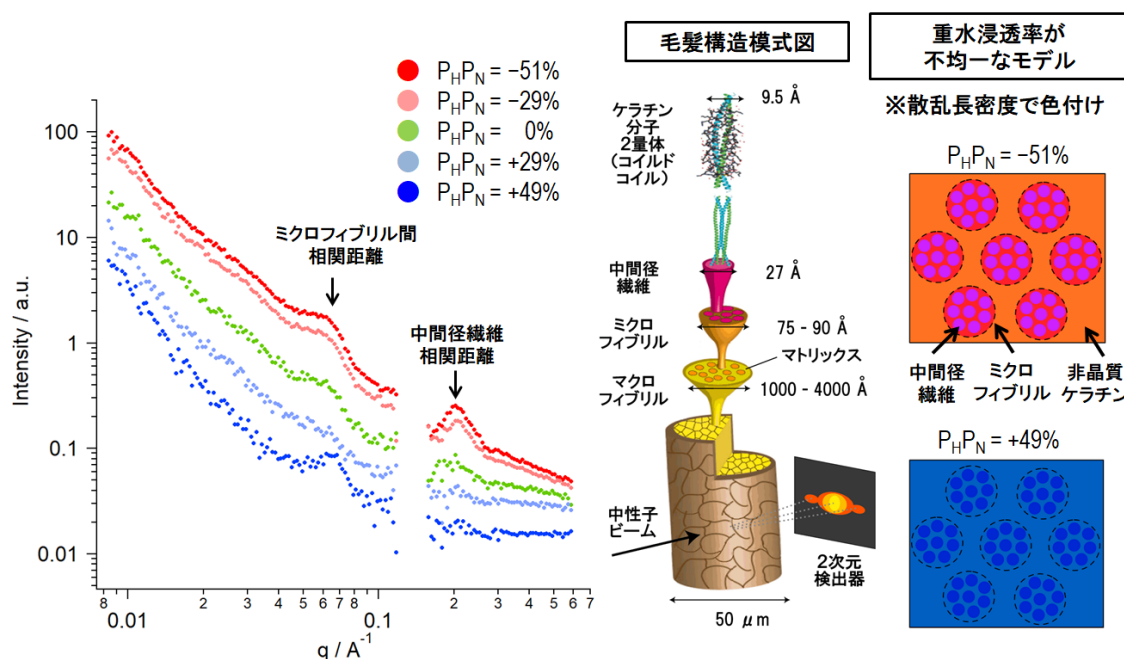 P_HP_N = −51%
P_HP_N = −29%
P_HP_N = 0%
P_HP_N = +29%
P_HP_N = +49%
100
10
1
0.1
0.01
Intensity / a.u.
ミクロフィブリル間
相関距離
中間径繊維
相関距離
8
2
3
4
5
6
7
8
2
3
4
5
6
7
0.01
0.1
q / A⁻¹
毛髪構造模式図
ケラチン
分子
2量体
(コイルド
コイル)
9.5 Å
中間径
繊維
27 Å
ミクロ
フィブリル
75 - 90 Å
マトリックス
マクロ
フィブリル
1000 - 4000 Å
中性子
ビーム
2次元
検出器
50 μm
重水浸透率が
不均一なモデル
※散乱長密度で色付け
P_HP_N = −51%
中間径
繊維
ミクロ
フィブリル
非晶質
ケラチン
P_HP_N = +49%